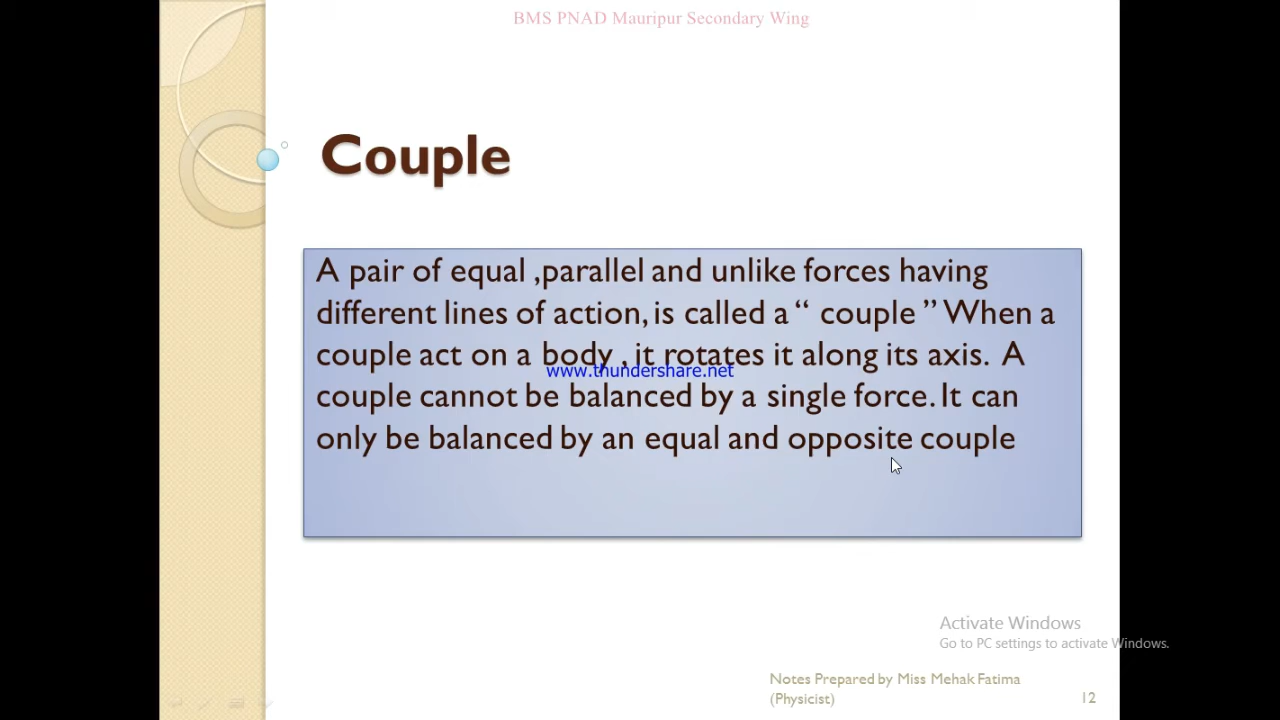 BMS PNAD Mauripur Secondary Wing
Couple
A pair of equal ,parallel and unlike forces having
different lines of action, is called a “ couple ” When a
couple act on a body , it rotates it along its axis. A
www.thundershare.net
couple cannot be balanced by a single force. It can
only be balanced by an equal and opposite couple
Activate Windows
Go to PC settings to activate Windows.
Notes Prepared by Miss Mehak Fatima
(Physicist)
12